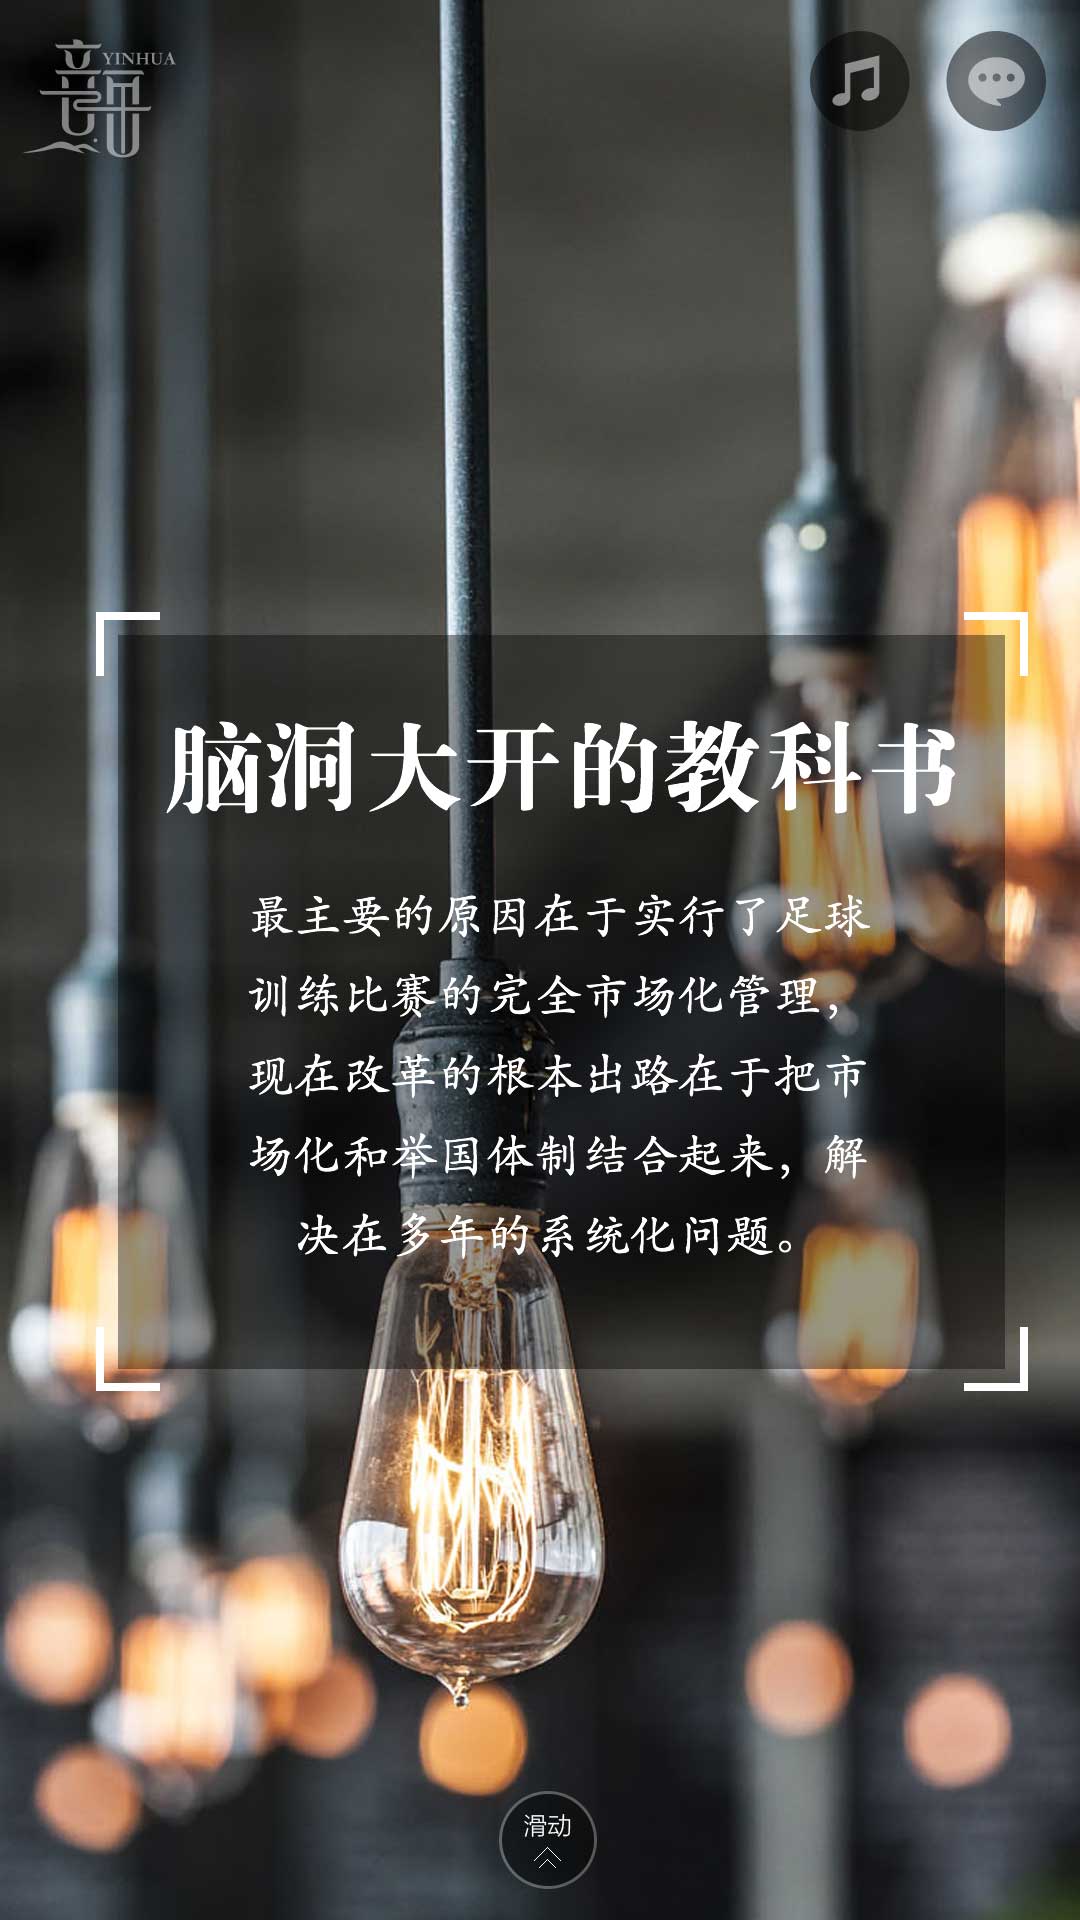 YINHUA
脑洞大开的教科书
最主要的原因在于实行了足球
训练比赛的完全市场化管理，
现在改革的根本出路在于把市
场化和举国体制结合起来，解
决在多年的系统化问题。
滑动